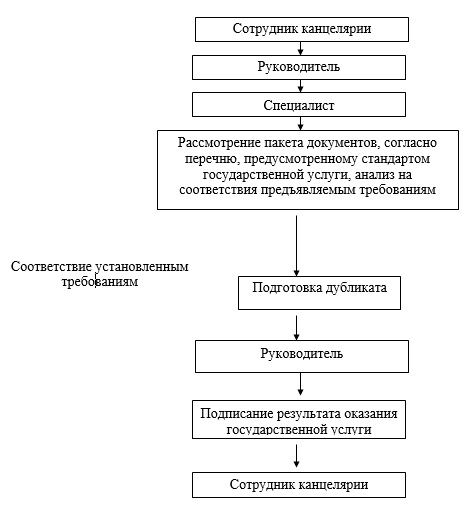 Сотрудник канцелярии
Руководитель
Специалист
Рассмотрение пакета документов, согласно
перечню, предусмотренному стандартом
государственной услуги, анализ на
соответствия предъявляемым требованиям
Соответствие установленным
требованиям
Подготовка дубликата
Руководитель
Подписание результата оказания
государственной услуги
Сотрудник канцелярии